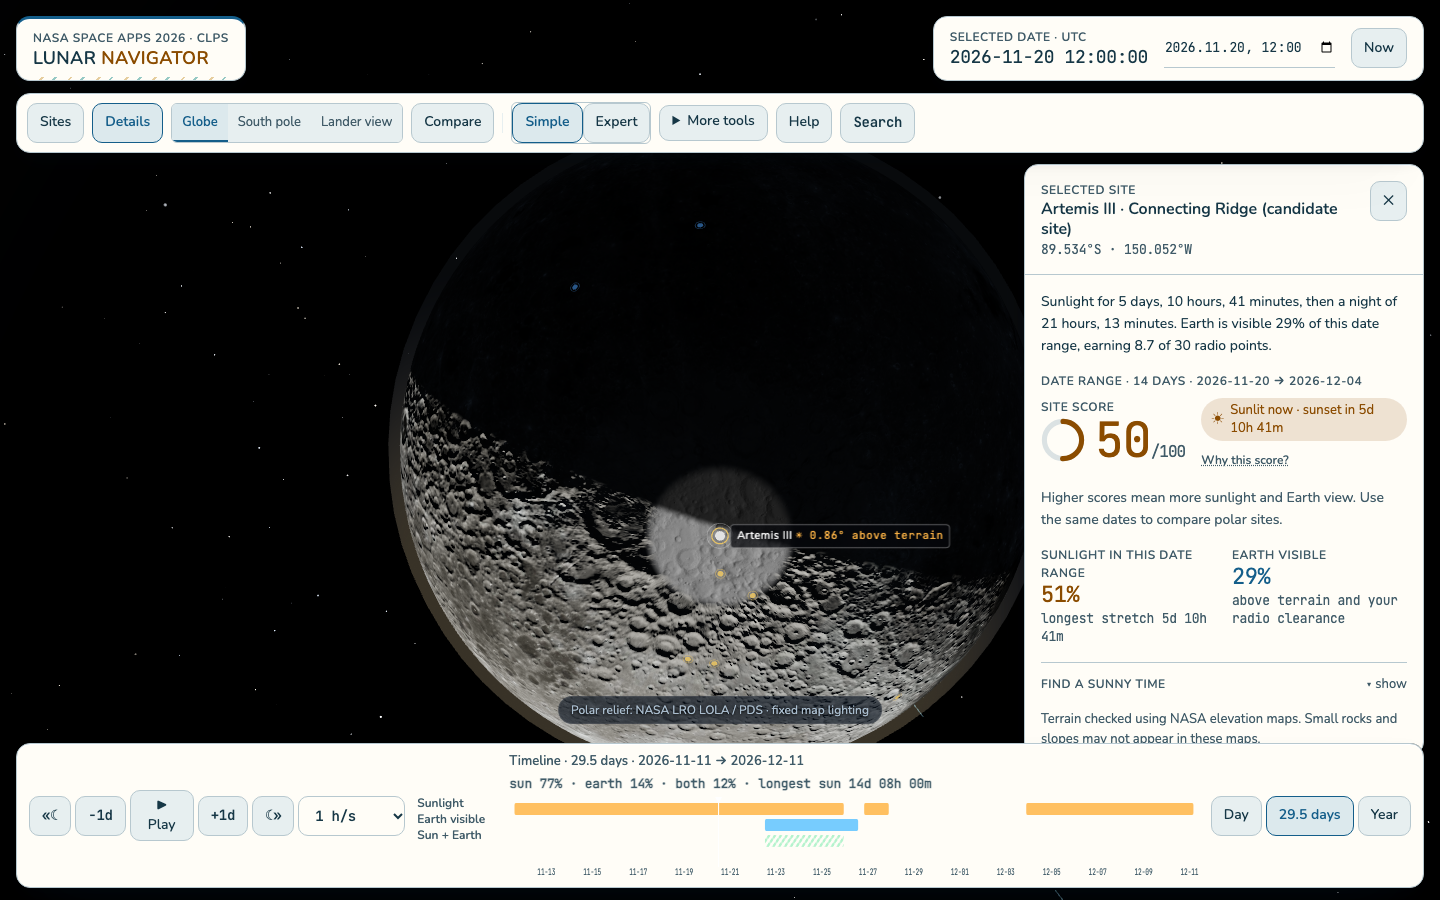 NASA SPACE APPS 2026 · CLPS
LUNAR NAVIGATOR
SELECTED DATE · UTC
2026-11-20 12:00:00
2026.11.20, 12:00
Now
Sites
Details
Globe
South pole
Lander view
Compare
Simple
Expert
▶ More tools
Help
Search
SELECTED SITE
Artemis III · Connecting Ridge (candidate
site)
89.534°S · 150.052°W
×
Sunlight for 5 days, 10 hours, 41 minutes, then a night of
21 hours, 13 minutes. Earth is visible 29% of this date
range, earning 8.7 of 30 radio points.
DATE RANGE · 14 DAYS · 2026-11-20 → 2026-12-04
SITE SCORE
50/100
☀ Sunlit now · sunset in 5d
10h 41m
Why this score?
Higher scores mean more sunlight and Earth view. Use
the same dates to compare polar sites.
SUNLIGHT IN THIS DATE
RANGE
51%
longest stretch 5d 10h
41m
EARTH VISIBLE
29%
above terrain and your
radio clearance
FIND A SUNNY TIME
▾ show
Terrain checked using NASA elevation maps. Small rocks and
slopes may not appear in these maps.
Artemis III ☀ 0.86° above terrain
Polar relief: NASA LRO LOLA / PDS · fixed map lighting
«☾
-1d
▶
Play
+1d
☾»
1 h/s
Timeline · 29.5 days · 2026-11-11 → 2026-12-11
sun 77% · earth 14% · both 12% · longest sun 14d 08h 00m
Sunlight
Earth visible
Sun + Earth
11-13 11-15 11-17 11-19 11-21 11-23 11-25 11-27 11-29 12-01 12-03 12-05 12-07 12-09 12-11
Day
29.5 days
Year